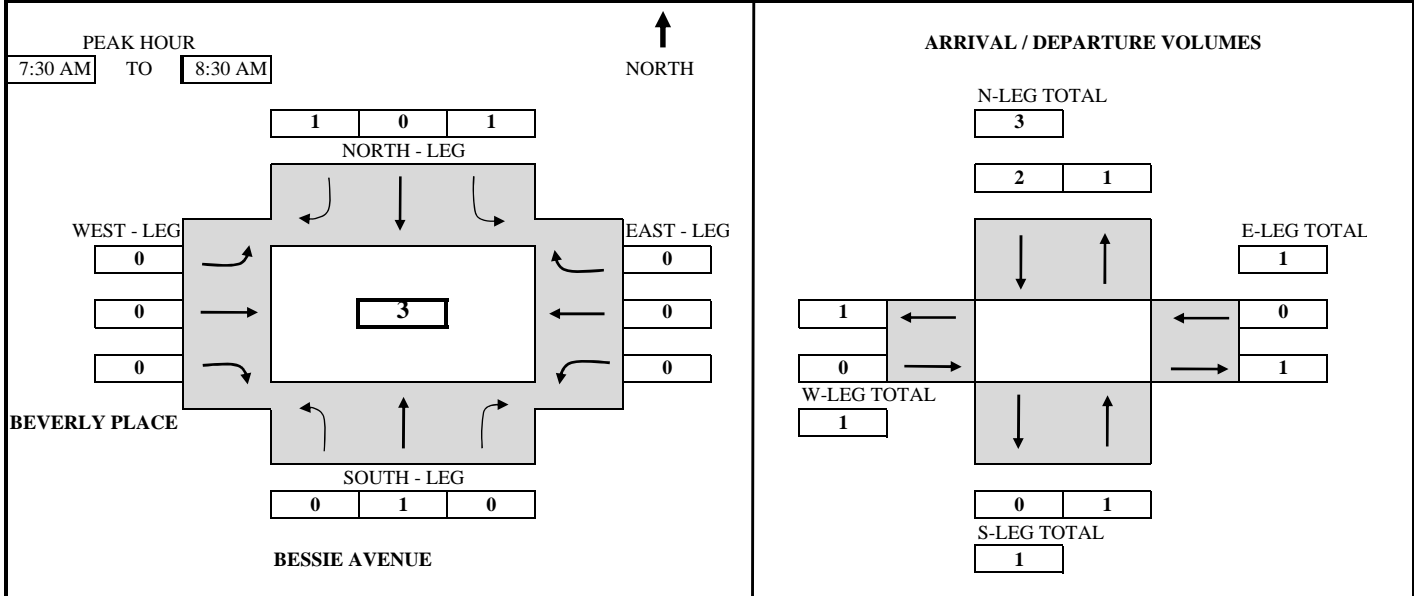 PEAK HOUR
7:30 AM TO 8:30 AM
NORTH
1 0 1
NORTH - LEG
WEST - LEG
EAST - LEG
0
0
0
3
0
0
0
BEVERLY PLACE
SOUTH - LEG
0 1 0
BESSIE AVENUE
ARRIVAL / DEPARTURE VOLUMES
N-LEG TOTAL
3
2 1
E-LEG TOTAL
1
1
0
0
1
W-LEG TOTAL
1
0 1
S-LEG TOTAL
1